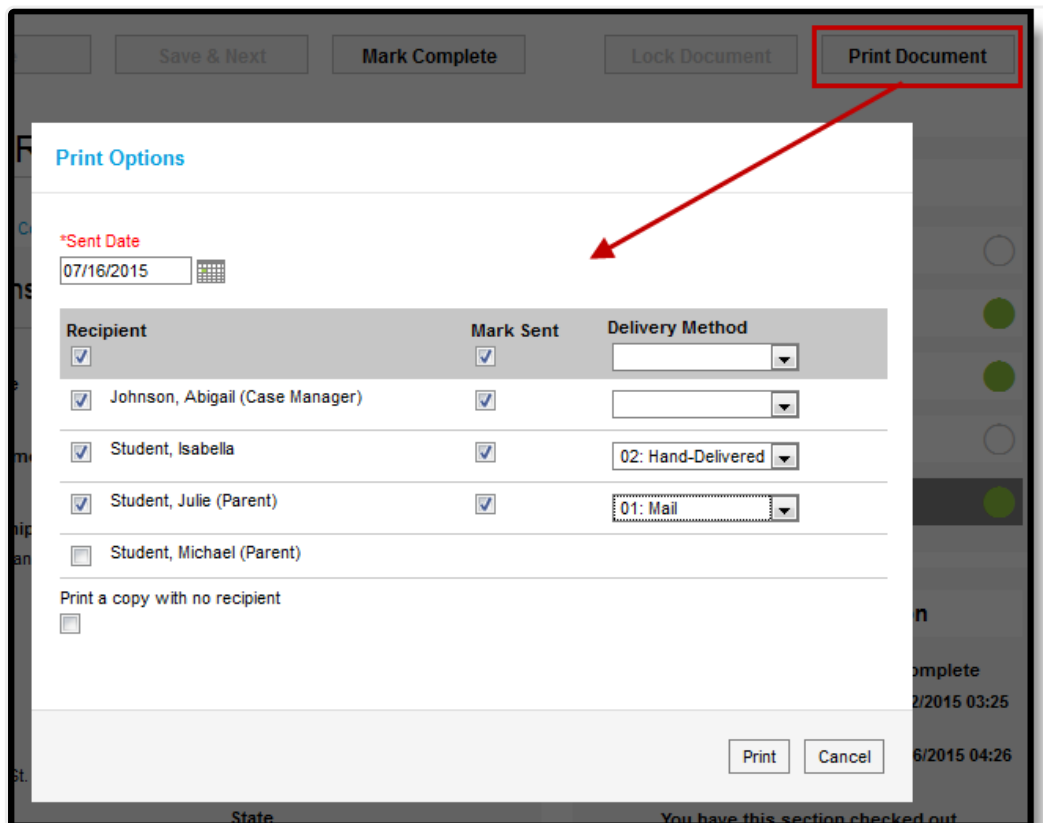 Save & Next
Mark Complete
Lock Document
Print Document
Print Options
*Sent Date
07/16/2015
Recipient
Mark Sent
Delivery Method
Johnson, Abigail (Case Manager)
Student, Isabella
02: Hand-Delivered
Student, Julie (Parent)
01: Mail
Student, Michael (Parent)
Print a copy with no recipient
Print
Cancel
2/2015 03:25
6/2015 04:26
St.
State
You have this section checked out